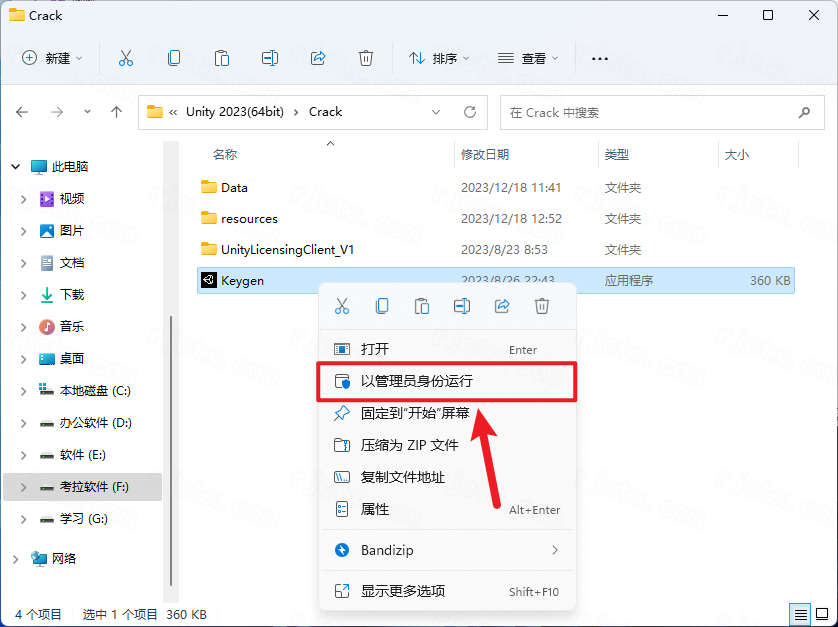 Crack
新建
排序
查看
« Unity 2023(64bit) › Crack
在 Crack 中搜索
名称 修改日期 类型 大小
此电脑
视频
图片
文档
下载
音乐
桌面
本地磁盘 (C:)
办公软件 (D:)
软件 (E:)
考拉软件 (F:)
学习 (G:)
网络
Data 2023/12/18 11:41 文件夹
resources 2023/12/18 12:52 文件夹
UnityLicensingClient_V1 2023/8/23 8:53 文件夹
Keygen 2023/8/26 22:43 应用程序 360 KB
打开 Enter
以管理员身份运行
固定到"开始"屏幕
压缩为 ZIP 文件
复制文件地址
属性 Alt+Enter
Bandizip
显示更多选项 Shift+F10
4 个项目 选中 1 个项目 360 KB